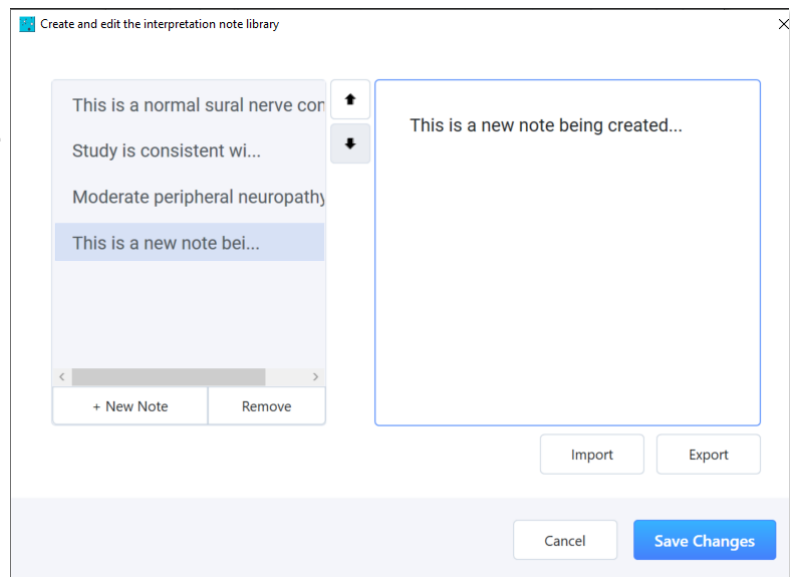 Create and edit the interpretation note library
This is a normal sural nerve con
Study is consistent wi...
Moderate peripheral neuropathy
This is a new note bei...
+ New Note
Remove
This is a new note being created...
Import
Export
Cancel
Save Changes